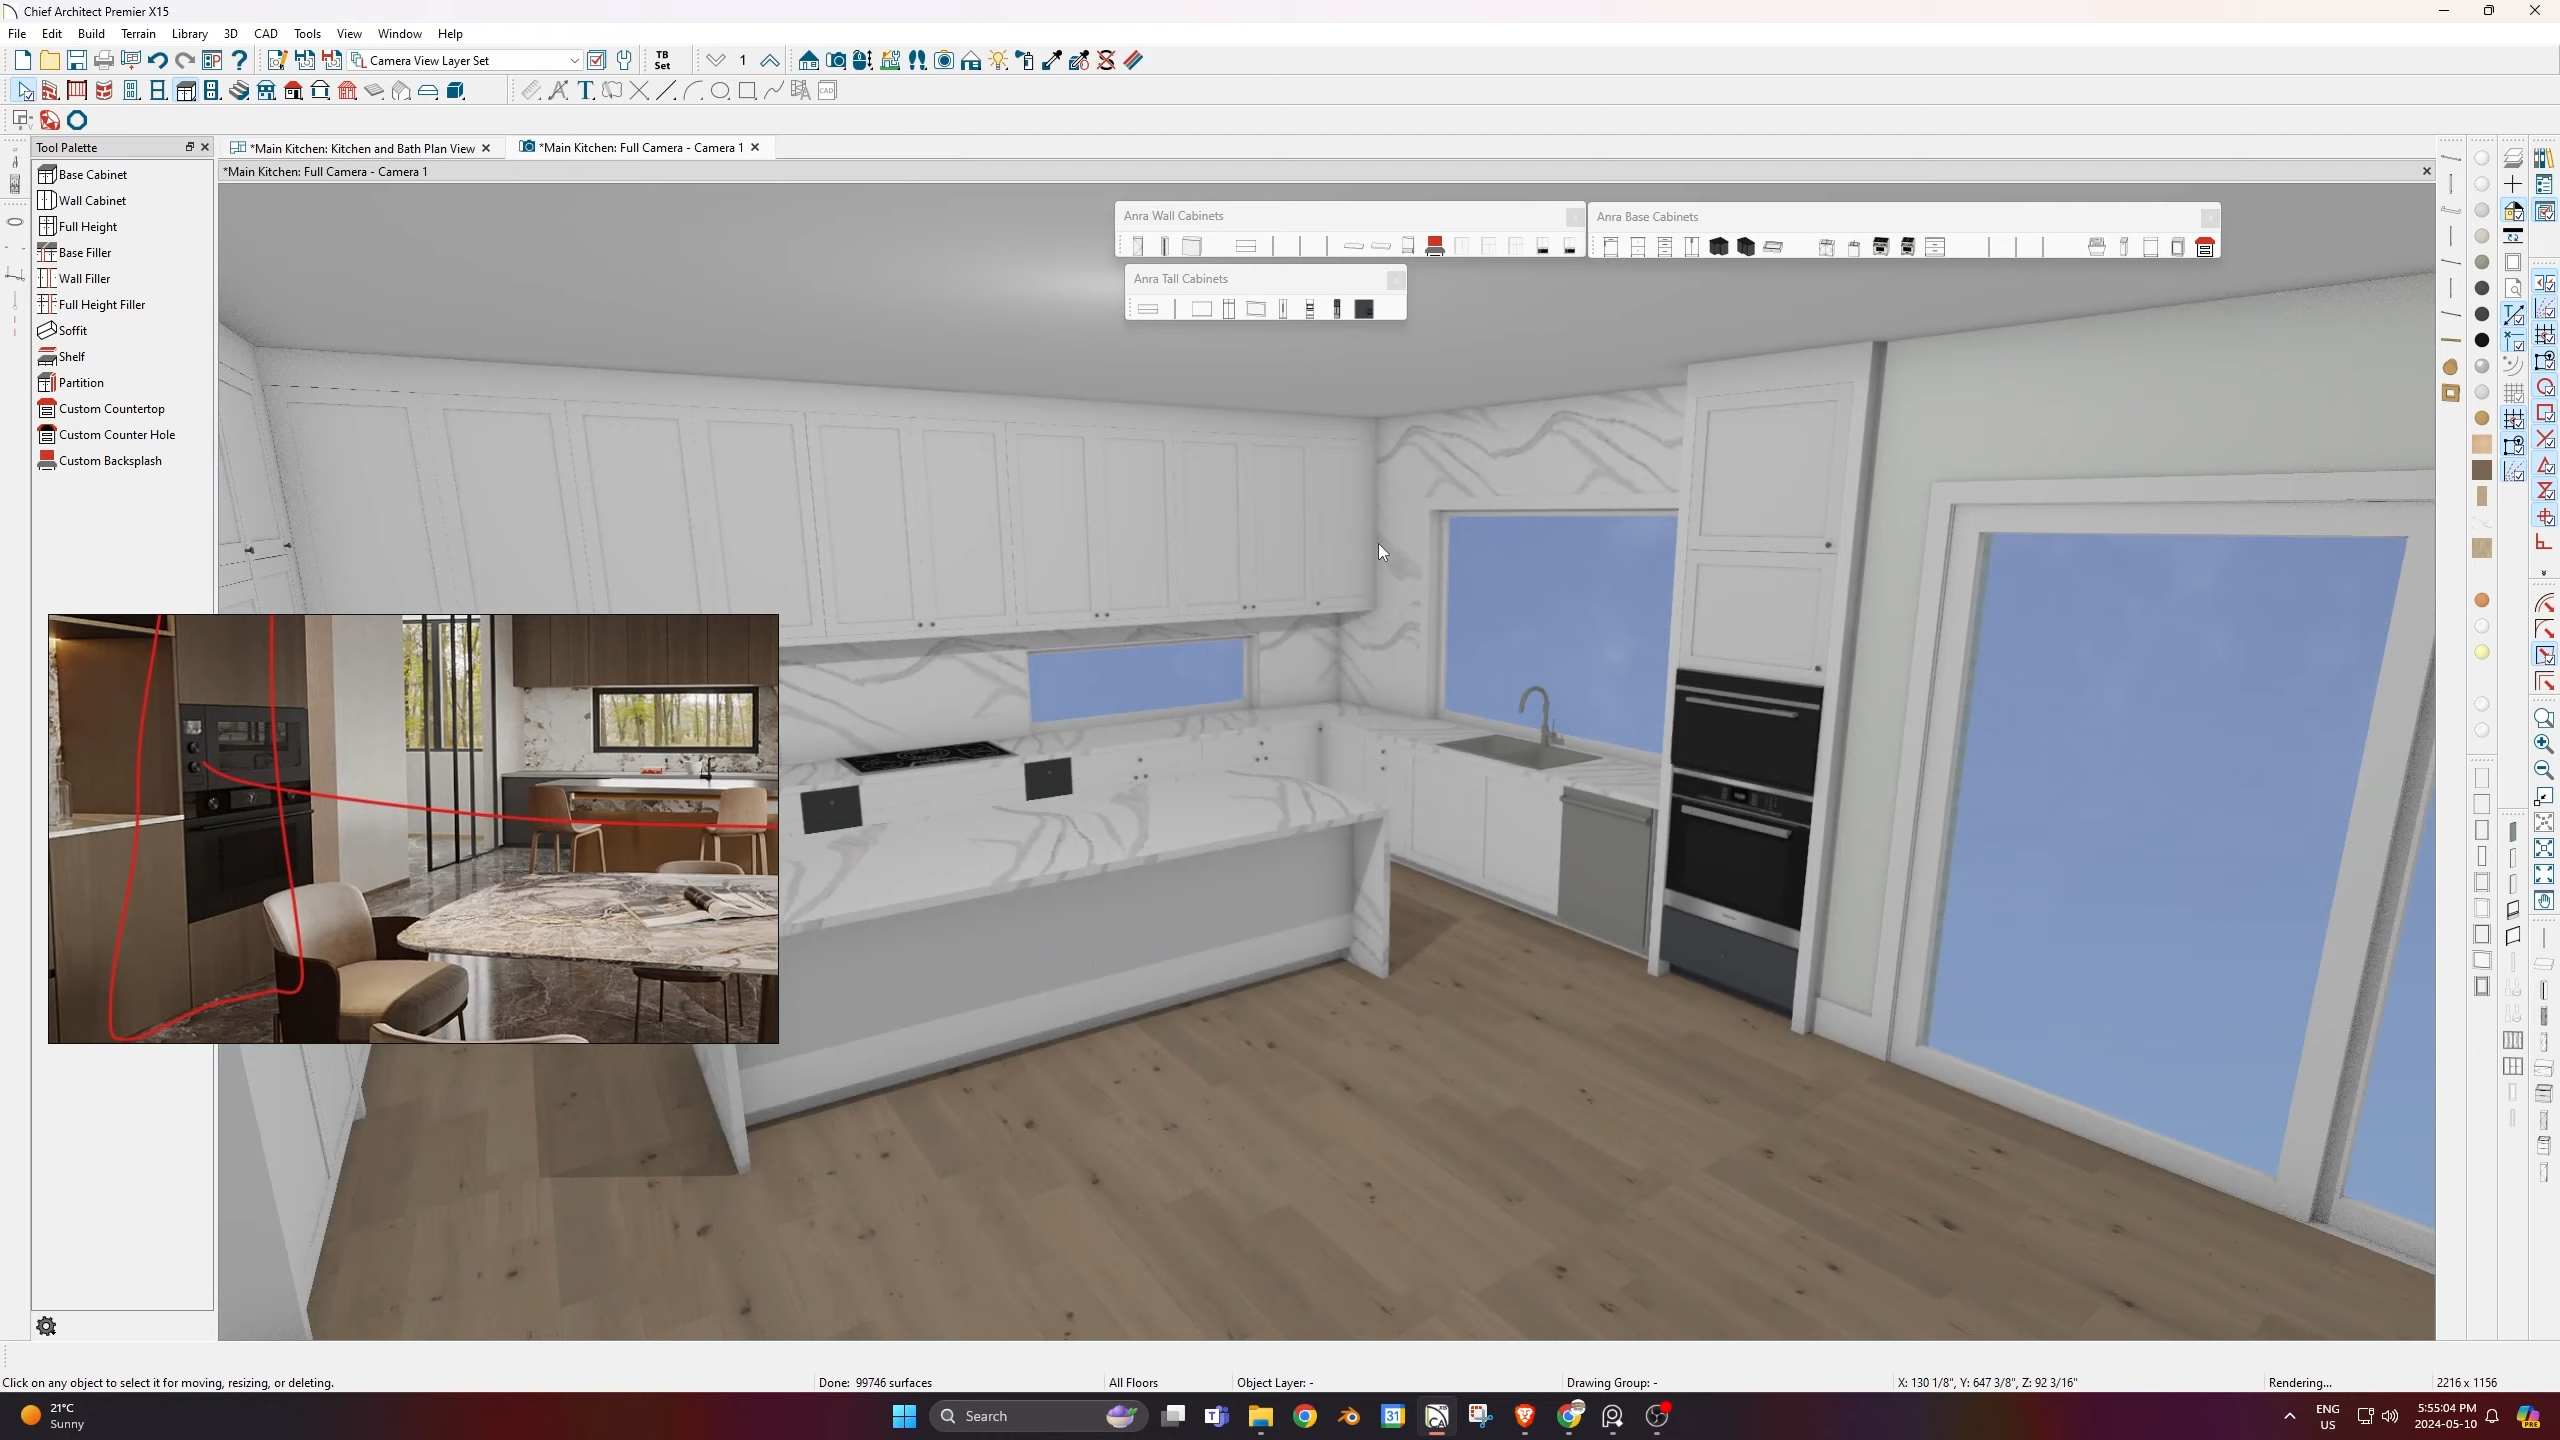 Chief Architect Premier X15
File Edit Build Terrain Library 3D CAD Tools View Window Help
Camera View Layer Set
TB Set
1
CAD
Tool Palette
*Main Kitchen: Kitchen and Bath Plan View
*Main Kitchen: Full Camera - Camera 1
*Main Kitchen: Full Camera - Camera 1
Base Cabinet
Wall Cabinet
Full Height
Base Filler
Wall Filler
Full Height Filler
Soffit
Shelf
Partition
Custom Countertop
Custom Counter Hole
Custom Backsplash
Anra Wall Cabinets
Anra Base Cabinets
Anra Tall Cabinets
Click on any object to select it for moving, resizing, or deleting.
Done: 99746 surfaces
All Floors
Object Layer: -
Drawing Group: -
X: 130 1/8", Y: 647 3/8", Z: 92 3/16"
Rendering...
2216 x 1156
21°C
Sunny
Search
31
ENG
US
5:55:04 PM
2024-05-10
PRE